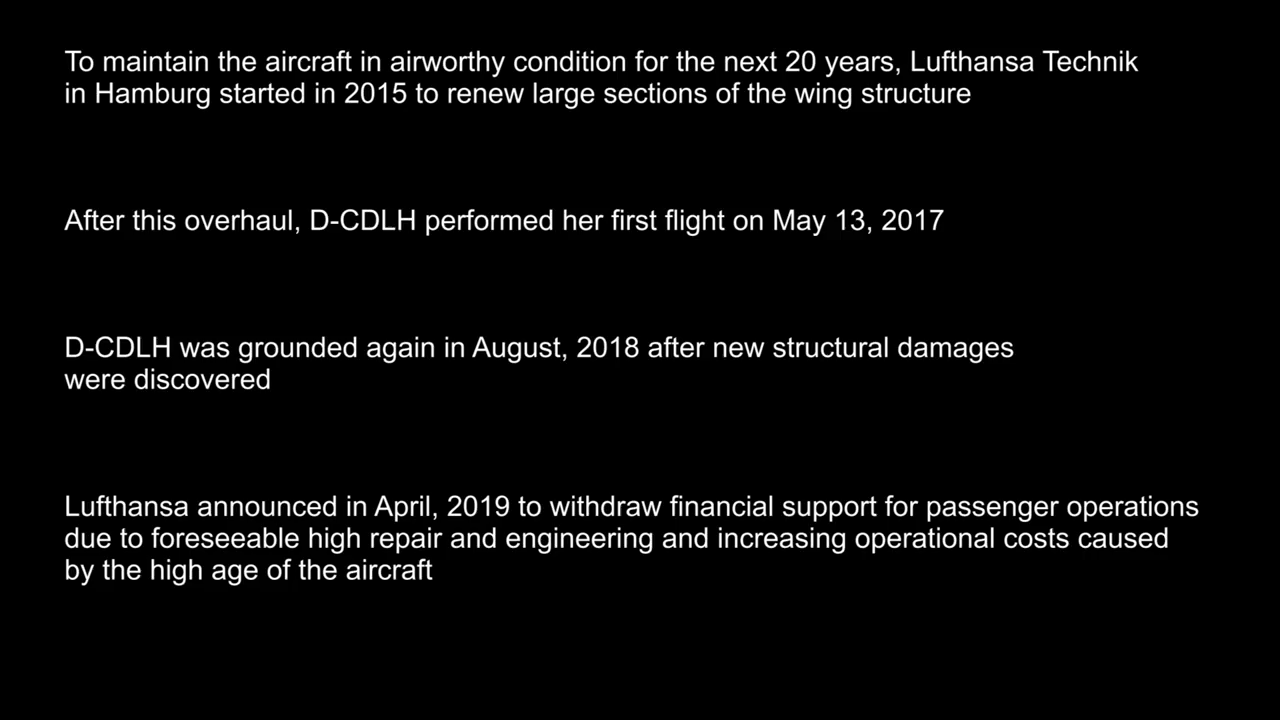 To maintain the aircraft in airworthy condition for the next 20 years, Lufthansa Technik
in Hamburg started in 2015 to renew large sections of the wing structure
After this overhaul, D-CDLH performed her first flight on May 13, 2017
D-CDLH was grounded again in August, 2018 after new structural damages
were discovered
Lufthansa announced in April, 2019 to withdraw financial support for passenger operations
due to foreseeable high repair and engineering and increasing operational costs caused
by the high age of the aircraft